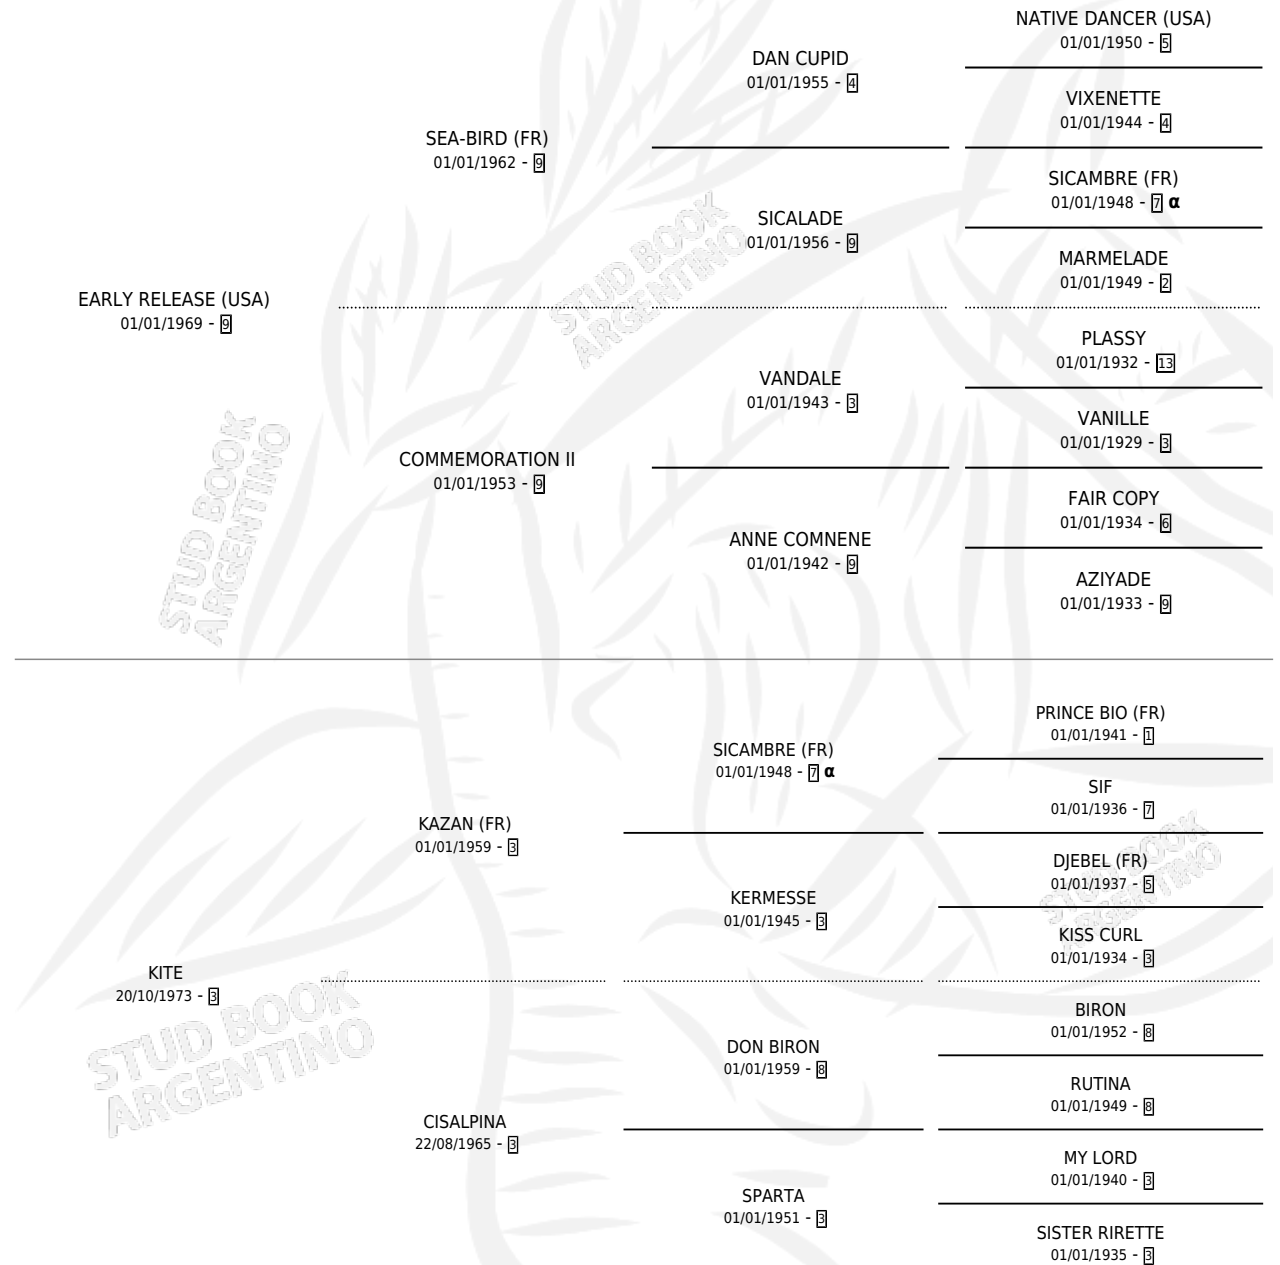 NATIVE DANCER (USA)
01/01/1950 - 5
DAN CUPID
01/01/1955 - 4
VIXENETTE
01/01/1944 - 4
SEA-BIRD (FR)
01/01/1962 - 9
SICAMBRE (FR)
01/01/1948 - 7 α
SICALADE
01/01/1956 - 9
MARMELADE
01/01/1949 - 2
EARLY RELEASE (USA)
01/01/1969 - 9
PLASSY
01/01/1932 - 13
VANDALE
01/01/1943 - 3
VANILLE
01/01/1929 - 3
COMMEMORATION II
01/01/1953 - 9
FAIR COPY
01/01/1934 - 6
ANNE COMNENE
01/01/1942 - 9
AZIYADE
01/01/1933 - 9
PRINCE BIO (FR)
01/01/1941 - 1
SICAMBRE (FR)
01/01/1948 - 7 α
SIF
01/01/1936 - 7
KAZAN (FR)
01/01/1959 - 3
DJEBEL (FR)
01/01/1937 - 5
KERMESSE
01/01/1945 - 3
KISS CURL
01/01/1934 - 3
KITE
20/10/1973 - 3
BIRON
01/01/1952 - 8
DON BIRON
01/01/1959 - 8
RUTINA
01/01/1949 - 8
CISALPINA
22/08/1965 - 3
MY LORD
01/01/1940 - 3
SPARTA
01/01/1951 - 3
SISTER RIRETTE
01/01/1935 - 3
STUD BOOK
ARGENTINO
STUD BOOK
ARGENTINO
STUD BOOK
ARGENTINO
STUD BOOK
ARGENTINO